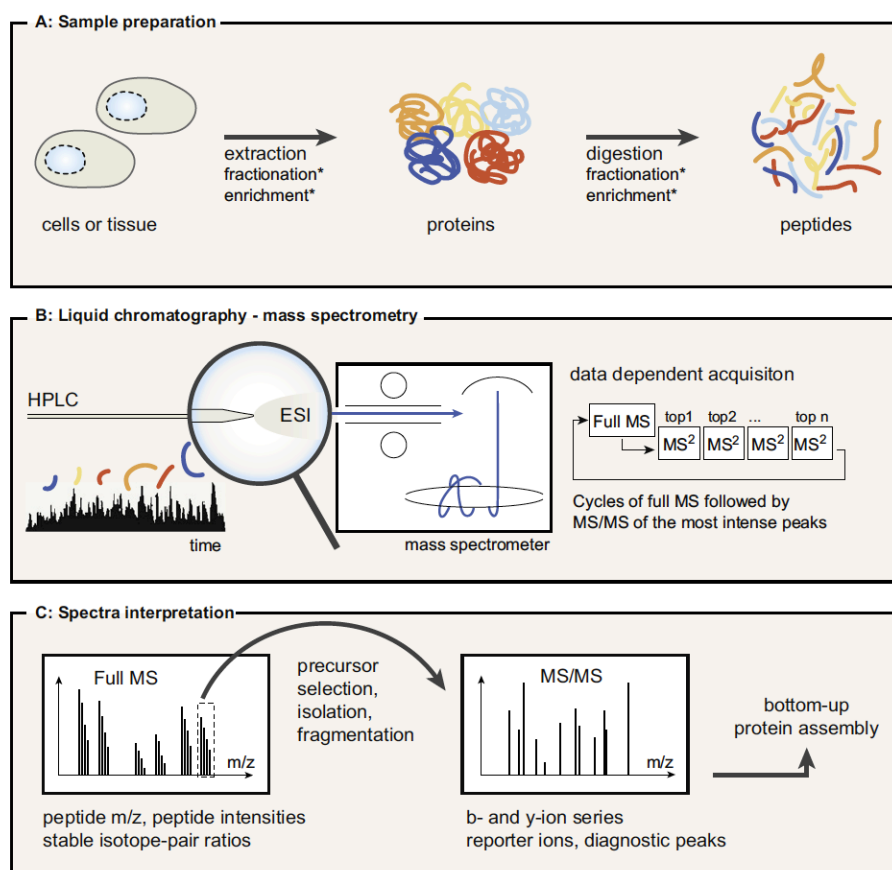 A: Sample preparation
extraction
fractionation*
enrichment*
digestion
fractionation*
enrichment*
cells or tissue
proteins
peptides
B: Liquid chromatography - mass spectrometry
HPLC
ESI
time
mass spectrometer
data dependent acquisiton
Full MS
top1
top2
...
top n
MS²
MS²
MS²
MS²
Cycles of full MS followed by
MS/MS of the most intense peaks
C: Spectra interpretation
Full MS
m/z
peptide m/z, peptide intensities
stable isotope-pair ratios
precursor
selection,
isolation,
fragmentation
MS/MS
m/z
b- and y-ion series
reporter ions, diagnostic peaks
bottom-up
protein assembly